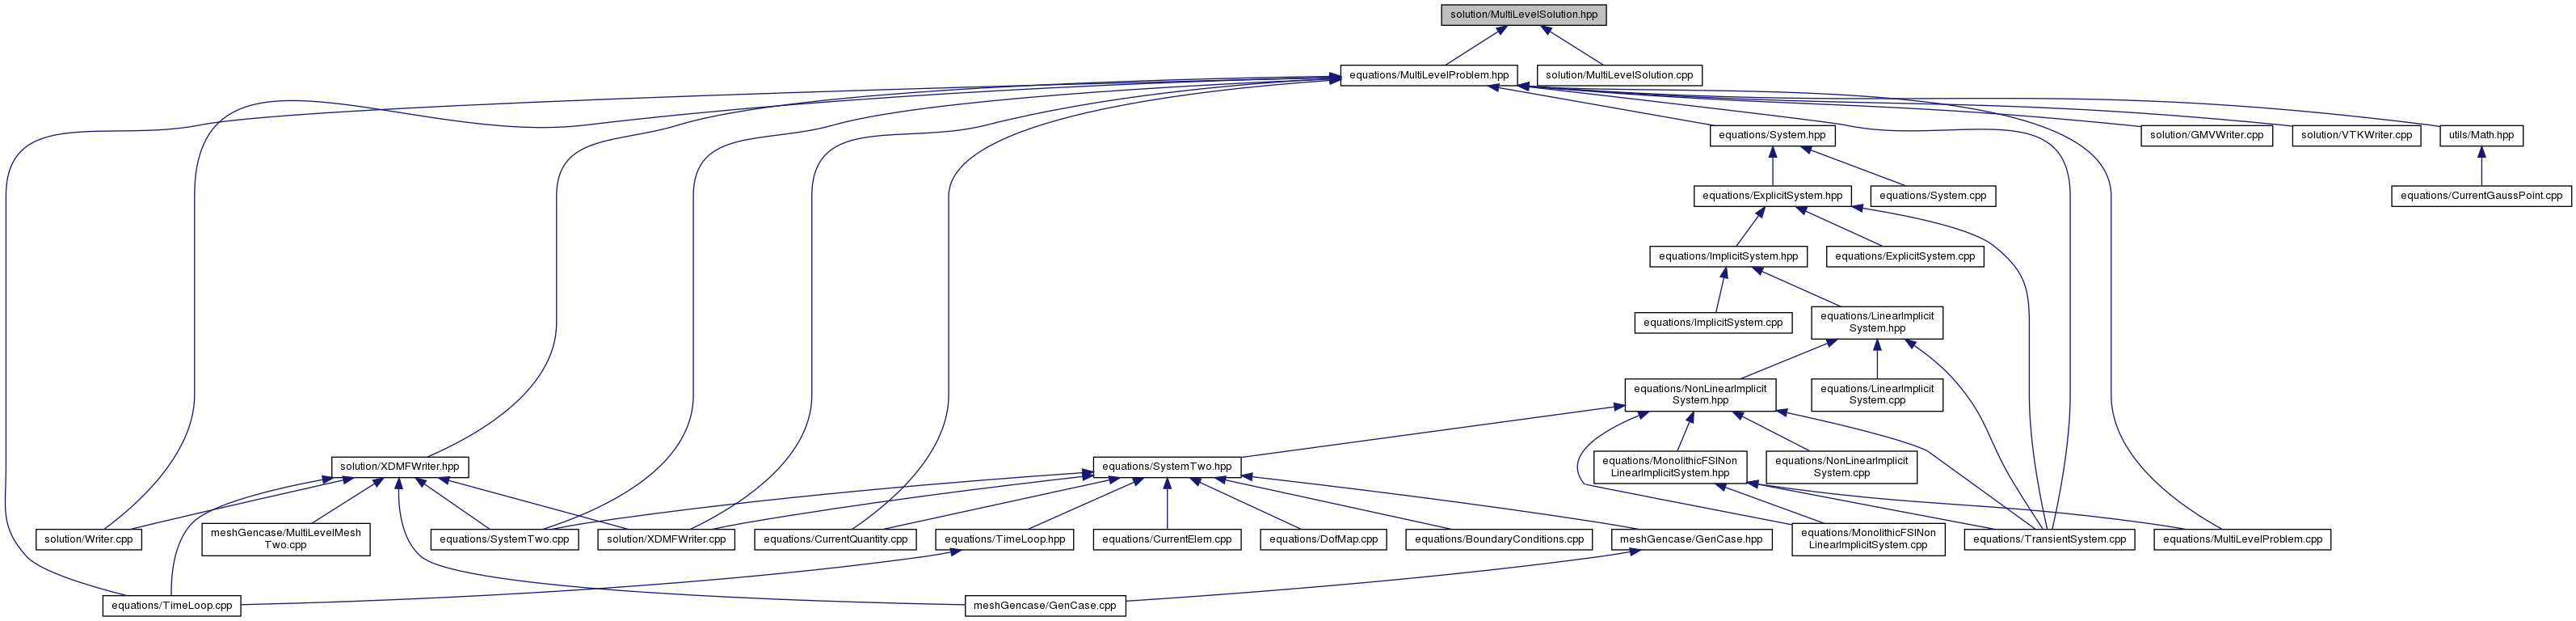 solution/MultiLevelSolution.hpp
equations/MultiLevelProblem.hpp
solution/MultiLevelSolution.cpp
equations/System.hpp
solution/GMVWriter.cpp
solution/VTKWriter.cpp
utils/Math.hpp
equations/ExplicitSystem.hpp
equations/System.cpp
equations/CurrentGaussPoint.cpp
equations/ImplicitSystem.hpp
equations/ExplicitSystem.cpp
equations/ImplicitSystem.cpp
equations/LinearImplicit
System.hpp
equations/NonLinearImplicit
System.hpp
equations/LinearImplicit
System.cpp
solution/XDMFWriter.hpp
equations/SystemTwo.hpp
equations/MonolithicFSINon
LinearImplicitSystem.hpp
equations/NonLinearImplicit
System.cpp
solution/Writer.cpp
meshGencase/MultiLevelMesh
Two.cpp
equations/SystemTwo.cpp
solution/XDMFWriter.cpp
equations/CurrentQuantity.cpp
equations/TimeLoop.hpp
equations/CurrentElem.cpp
equations/DofMap.cpp
equations/BoundaryConditions.cpp
meshGencase/GenCase.hpp
equations/MonolithicFSINon
LinearImplicitSystem.cpp
equations/TransientSystem.cpp
equations/MultiLevelProblem.cpp
equations/TimeLoop.cpp
meshGencase/GenCase.cpp